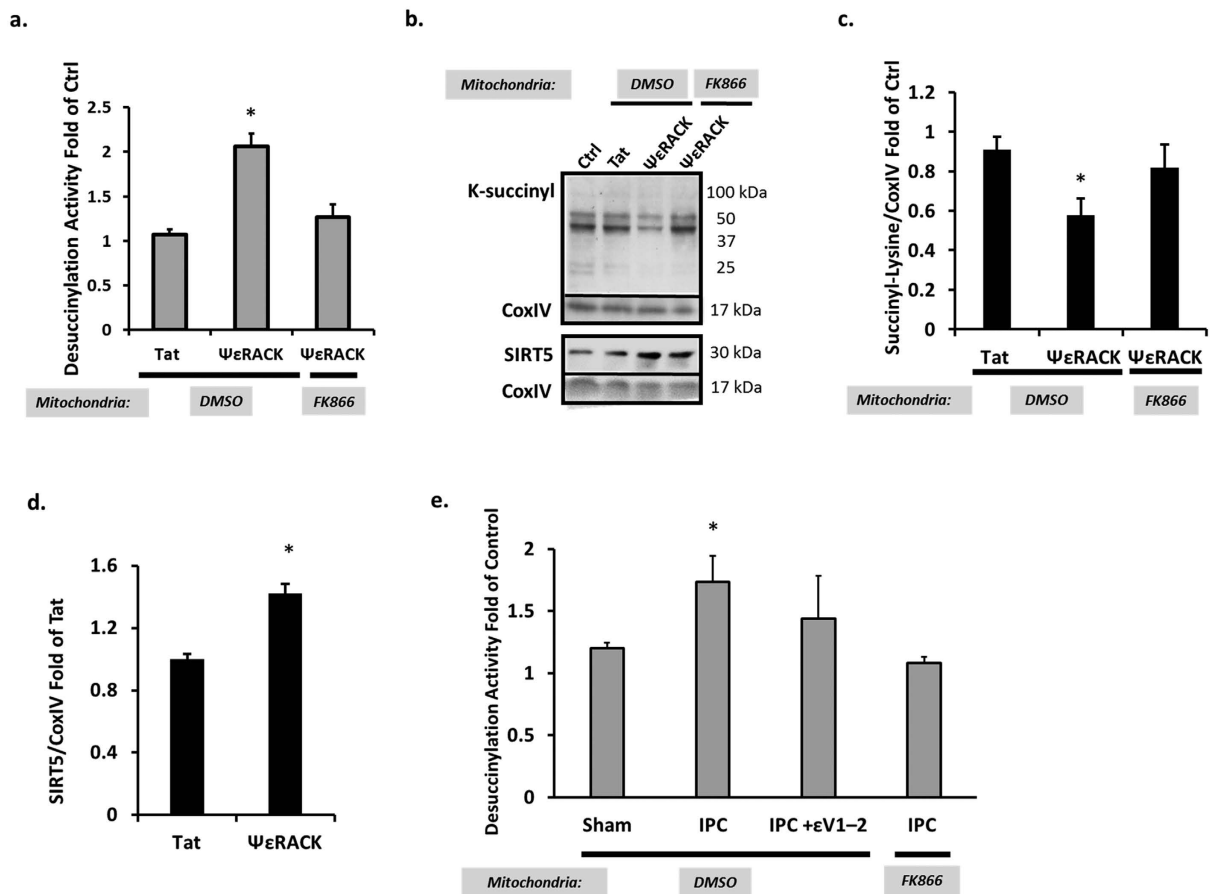 a.
Desuccinylation Activity Fold of Ctrl
2.5
2
1.5
1
0.5
0
*
Tat ΨεRACK ΨεRACK
Mitochondria: DMSO FK866
b.
Mitochondria: DMSO FK866
Ctrl Tat ΨεRACK ΨεRACK
K-succinyl 100 kDa
50
37
25
CoxIV 17 kDa
SIRT5 30 kDa
CoxIV 17 kDa
c.
Succinyl-Lysine/CoxIV Fold of Ctrl
1
0.8
0.6
0.4
0.2
0
*
Tat ΨεRACK ΨεRACK
Mitochondria: DMSO FK866
d.
SIRT5/CoxIV Fold of Tat
1.6
1.2
0.8
0.4
0
*
Tat ΨεRACK
e.
Desuccinylation Activity Fold of Control
2
1.5
1
0.5
0
*
Sham IPC IPC +εV1–2 IPC
Mitochondria: DMSO FK866